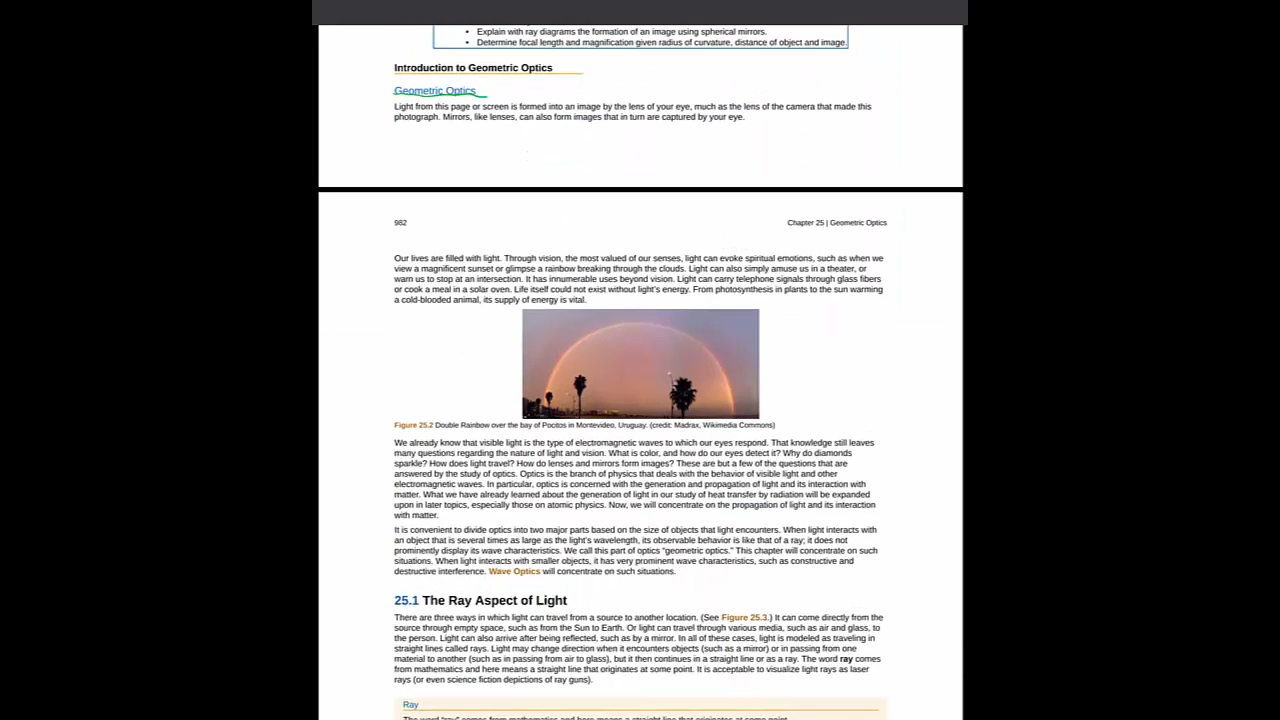 • Explain with ray diagrams the formation of an image using spherical mirrors.
• Determine focal length and magnification given radius of curvature, distance of object and image.
Introduction to Geometric Optics
Geometric Optics
Light from this page or screen is formed into an image by the lens of your eye, much as the lens of the camera that made this
photograph. Mirrors, like lenses, can also form images that in turn are captured by your eye.
982
Chapter 25 | Geometric Optics
Our lives are filled with light. Through vision, the most valued of our senses, light can evoke spiritual emotions, such as when we
view a magnificent sunset or glimpse a rainbow breaking through the clouds. Light can also simply amuse us in a theater, or
warn us to stop at an intersection. It has innumerable uses beyond vision. Light can carry telephone signals through glass fibers
or cook a meal in a solar oven. Life itself could not exist without light's energy. From photosynthesis in plants to the sun warming
a cold-blooded animal, its supply of energy is vital.
Figure 25.2 Double Rainbow over the bay of Pocitos in Montevideo, Uruguay. (credit: Madrax, Wikimedia Commons)
We already know that visible light is the type of electromagnetic waves to which our eyes respond. That knowledge still leaves
many questions regarding the nature of light and vision. What is color, and how do our eyes detect it? Why do diamonds
sparkle? How does light travel? How do lenses and mirrors form images? These are but a few of the questions that are
answered by the study of optics. Optics is the branch of physics that deals with the behavior of visible light and other
electromagnetic waves. In particular, optics is concerned with the generation and propagation of light and its interaction with
matter. What we have already learned about the generation of light in our study of heat transfer by radiation will be expanded
upon in later topics, especially those on atomic physics. Now, we will concentrate on the propagation of light and its interaction
with matter.
It is convenient to divide optics into two major parts based on the size of objects that light encounters. When light interacts with
an object that is several times as large as the light's wavelength, its observable behavior is like that of a ray; it does not
prominently display its wave characteristics. We call this part of optics “geometric optics.” This chapter will concentrate on such
situations. When light interacts with smaller objects, it has very prominent wave characteristics, such as constructive and
destructive interference. Wave Optics will concentrate on such situations.
25.1 The Ray Aspect of Light
There are three ways in which light can travel from a source to another location. (See Figure 25.3.) It can come directly from the
source through empty space, such as from the Sun to Earth. Or light can travel through various media, such as air and glass, to
the person. Light can also arrive after being reflected, such as by a mirror. In all of these cases, light is modeled as traveling in
straight lines called rays. Light may change direction when it encounters objects (such as a mirror) or in passing from one
material to another (such as in passing from air to glass), but it then continues in a straight line or as a ray. The word ray comes
from mathematics and here means a straight line that originates at some point. It is acceptable to visualize light rays as laser
rays (or even science fiction depictions of ray guns).
Ray
The word “ray” comes from mathematics and here means a straight line that originates at some point.